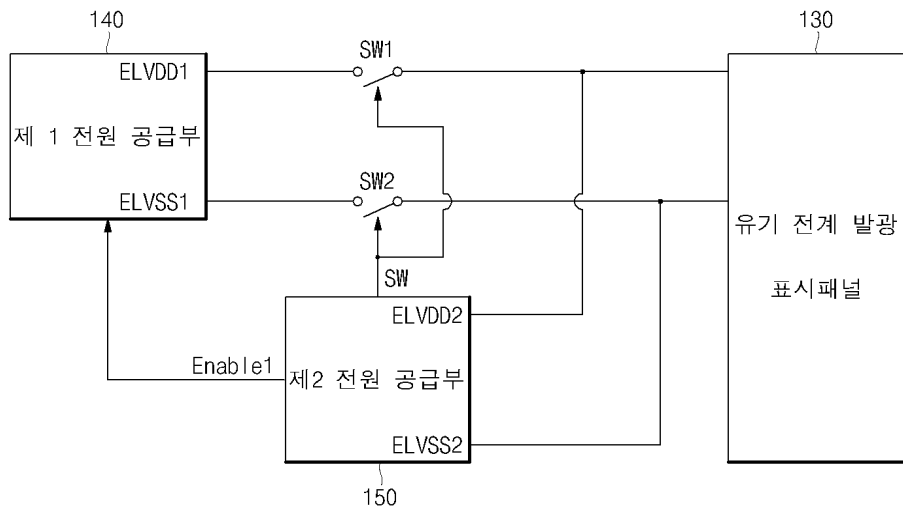 140
130
SW1
ELVDD1
제 1 전원 공급부
SW2
ELVSS1
유기 전계 발광
표시패널
SW
ELVDD2
Enable1
제2 전원 공급부
ELVSS2
150